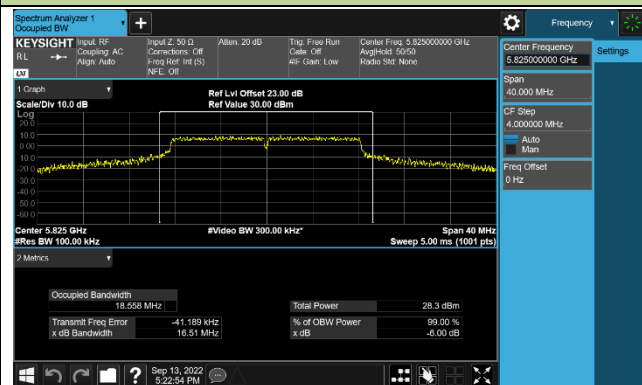 Spectrum Analyzer 1
Occupied BW
+
Frequency
KEYSIGHT
RL
LXI
Input: RF
Coupling: AC
Align: Auto
Input Z: 50 Ω
Corrections: Off
Freq Ref: Int (S)
NFE: Off
Atten: 20 dB
Trig: Free Run
Gate: Off
#IF Gain: Low
Center Freq: 5.825000000 GHz
Avg|Hold: 50/50
Radio Std: None
Center Frequency
5.825000000 GHz
Settings
Span
40.000 MHz
CF Step
4.000000 MHz
Auto
Man
Freq Offset
0 Hz
1 Graph
Scale/Div 10.0 dB
Ref Lvl Offset 23.00 dB
Ref Value 30.00 dBm
Log
20.0
10.0
0.00
-10.0
-20.0
-30.0
-40.0
-50.0
-60.0
Center 5.825 GHz
#Res BW 100.00 kHz
#Video BW 300.00 kHz*
Span 40 MHz
Sweep 5.00 ms (1001 pts)
2 Metrics
Occupied Bandwidth
18.558 MHz
Total Power 28.3 dBm
Transmit Freq Error -41.189 kHz
% of OBW Power 99.00 %
x dB Bandwidth 16.51 MHz
x dB -6.00 dB
?
Sep 13, 2022
5:22:54 PM